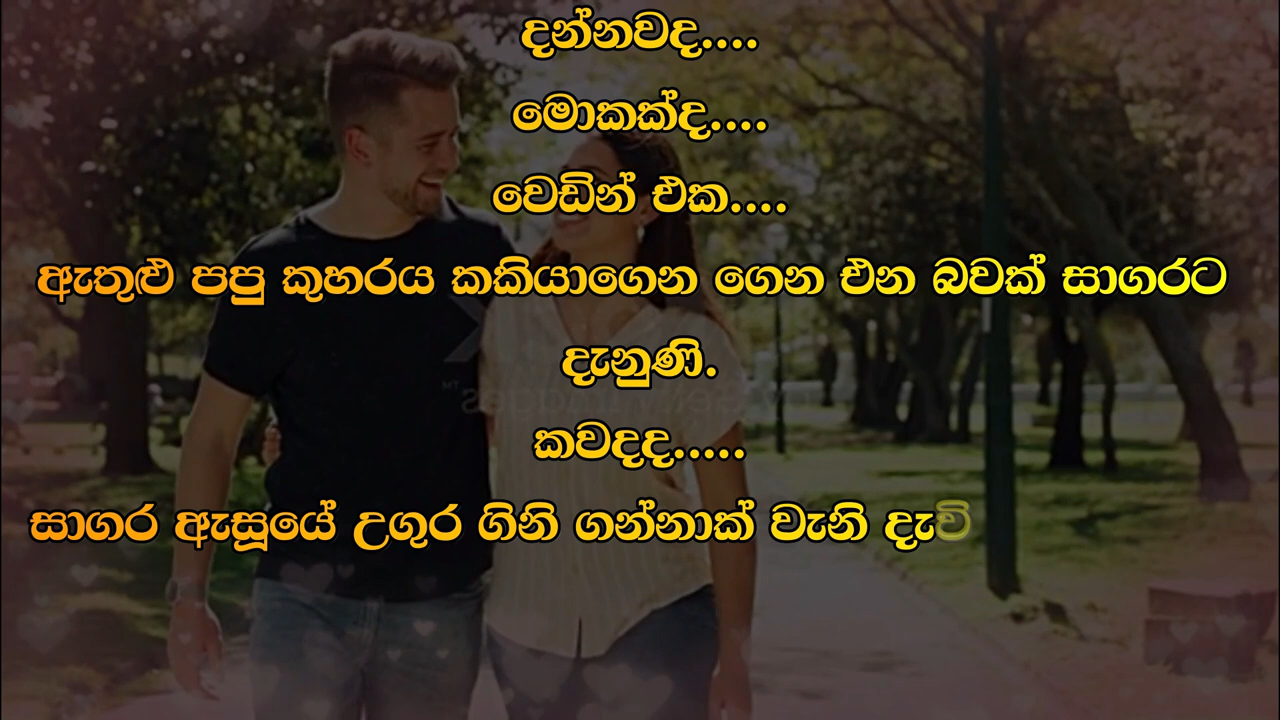 දන්නවද....
මොකක්ද....
වෙඩින් එක....
ඇතුළු පපු කුහරය කකියාගෙන ගෙන එන බවක් සාගරට
දැනුණි.
කවදද.....
සාගර ඇසූයේ උගුර ගිනි ගන්නාක් වැනි දැවි